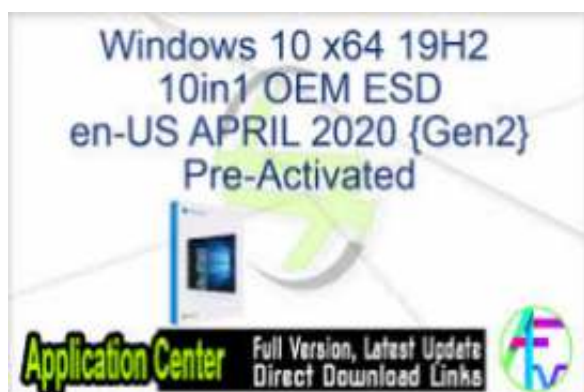 Windows 10 x64 19H2
10in1 OEM ESD
en-US APRIL 2020 {Gen2}
Pre-Activated
Application Center
Full Version, Latest Update
Direct Download Links